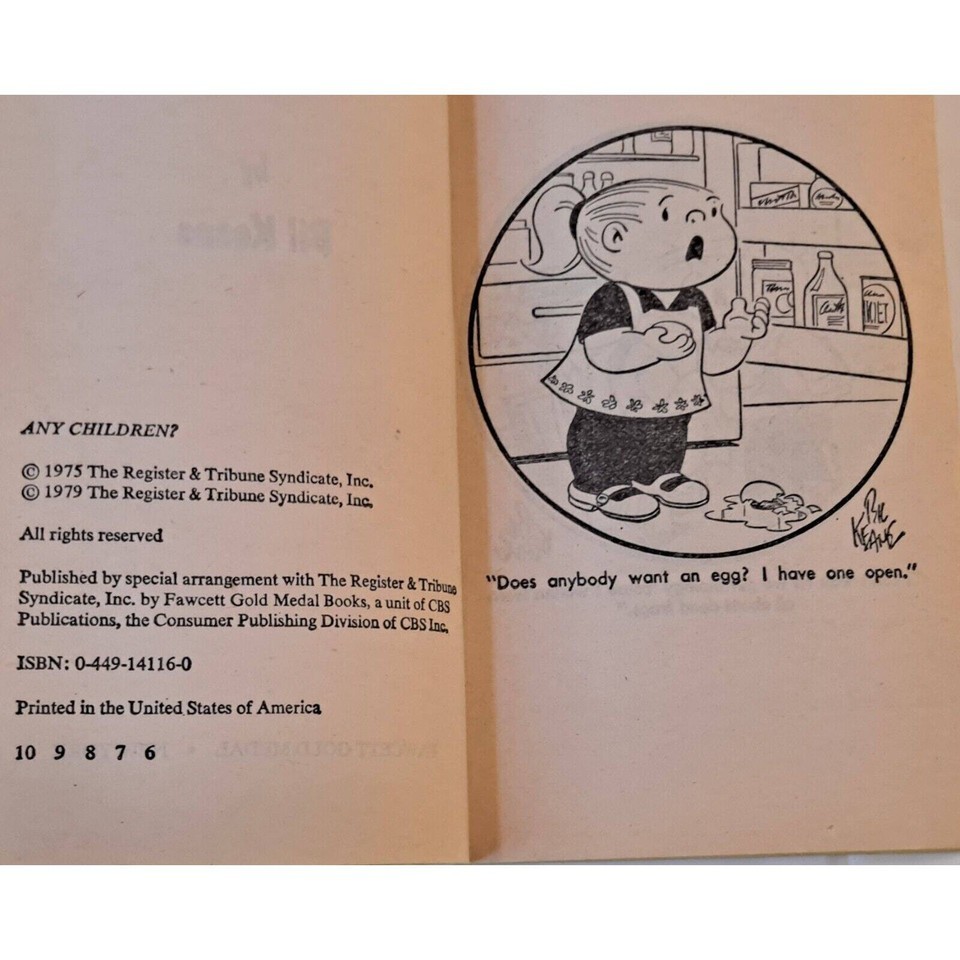 ANY CHILDREN?
© 1975 The Register & Tribune Syndicate, Inc.
© 1979 The Register & Tribune Syndicate, Inc.
All rights reserved
Published by special arrangement with The Register & Tribune
Syndicate, Inc. by Fawcett Gold Medal Books, a unit of CBS
Publications, the Consumer Publishing Division of CBS Inc.
ISBN: 0-449-14116-0
Printed in the United States of America
10 9 8 7 6
KIET
BIL
KEANE
"Does anybody want an egg? I have one open."